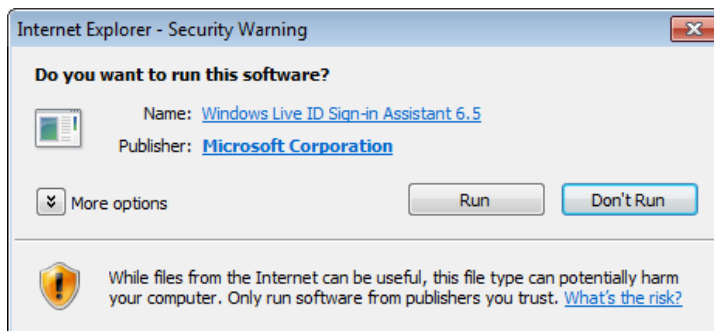 Internet Explorer - Security Warning
Do you want to run this software?
Name: Windows Live ID Sign-in Assistant 6.5
Publisher: Microsoft Corporation
More options
Run
Don't Run
While files from the Internet can be useful, this file type can potentially harm
your computer. Only run software from publishers you trust. What's the risk?